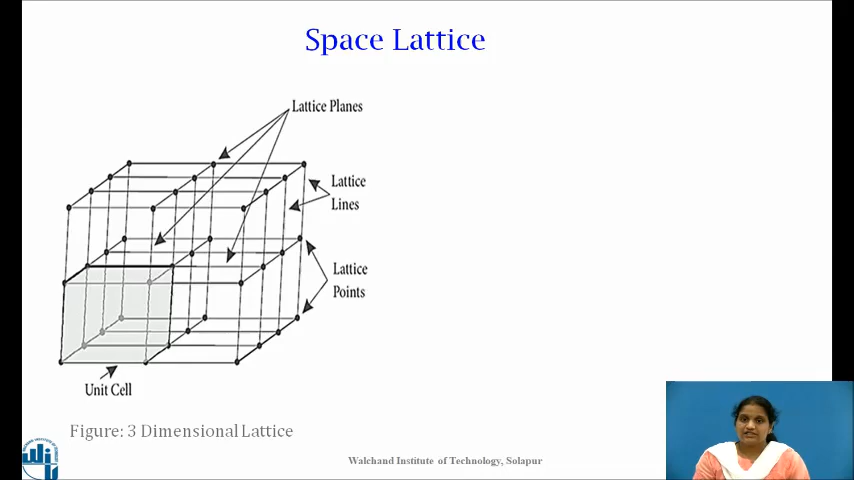 Space Lattice
Lattice Planes
Lattice
Lines
Lattice
Points
Unit Cell
Figure: 3 Dimensional Lattice
Walchand Institute of Technology, Solapur